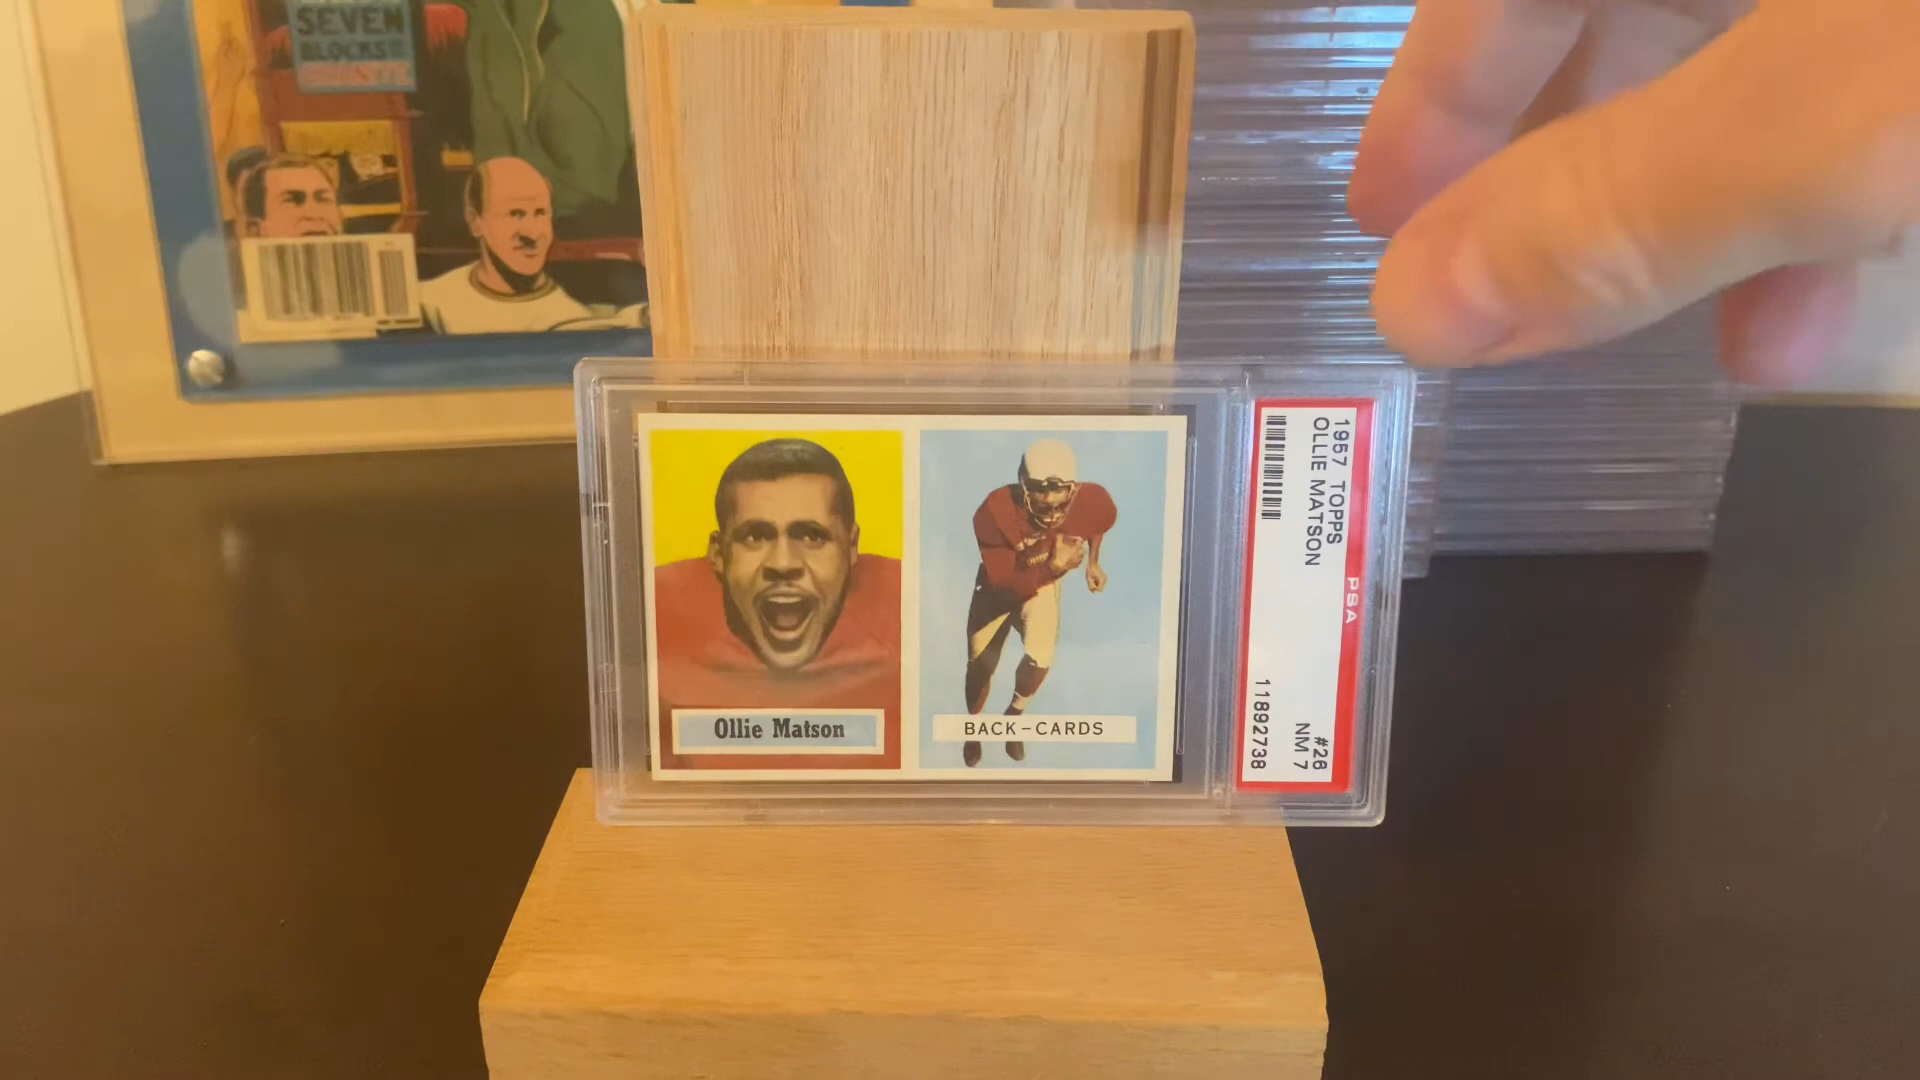 SEVEN
BLOCKS
Ollie Matson
BACK-CARDS
1957 TOPPS
OLLIE MATSON
PSA
#26
NM 7
11892738